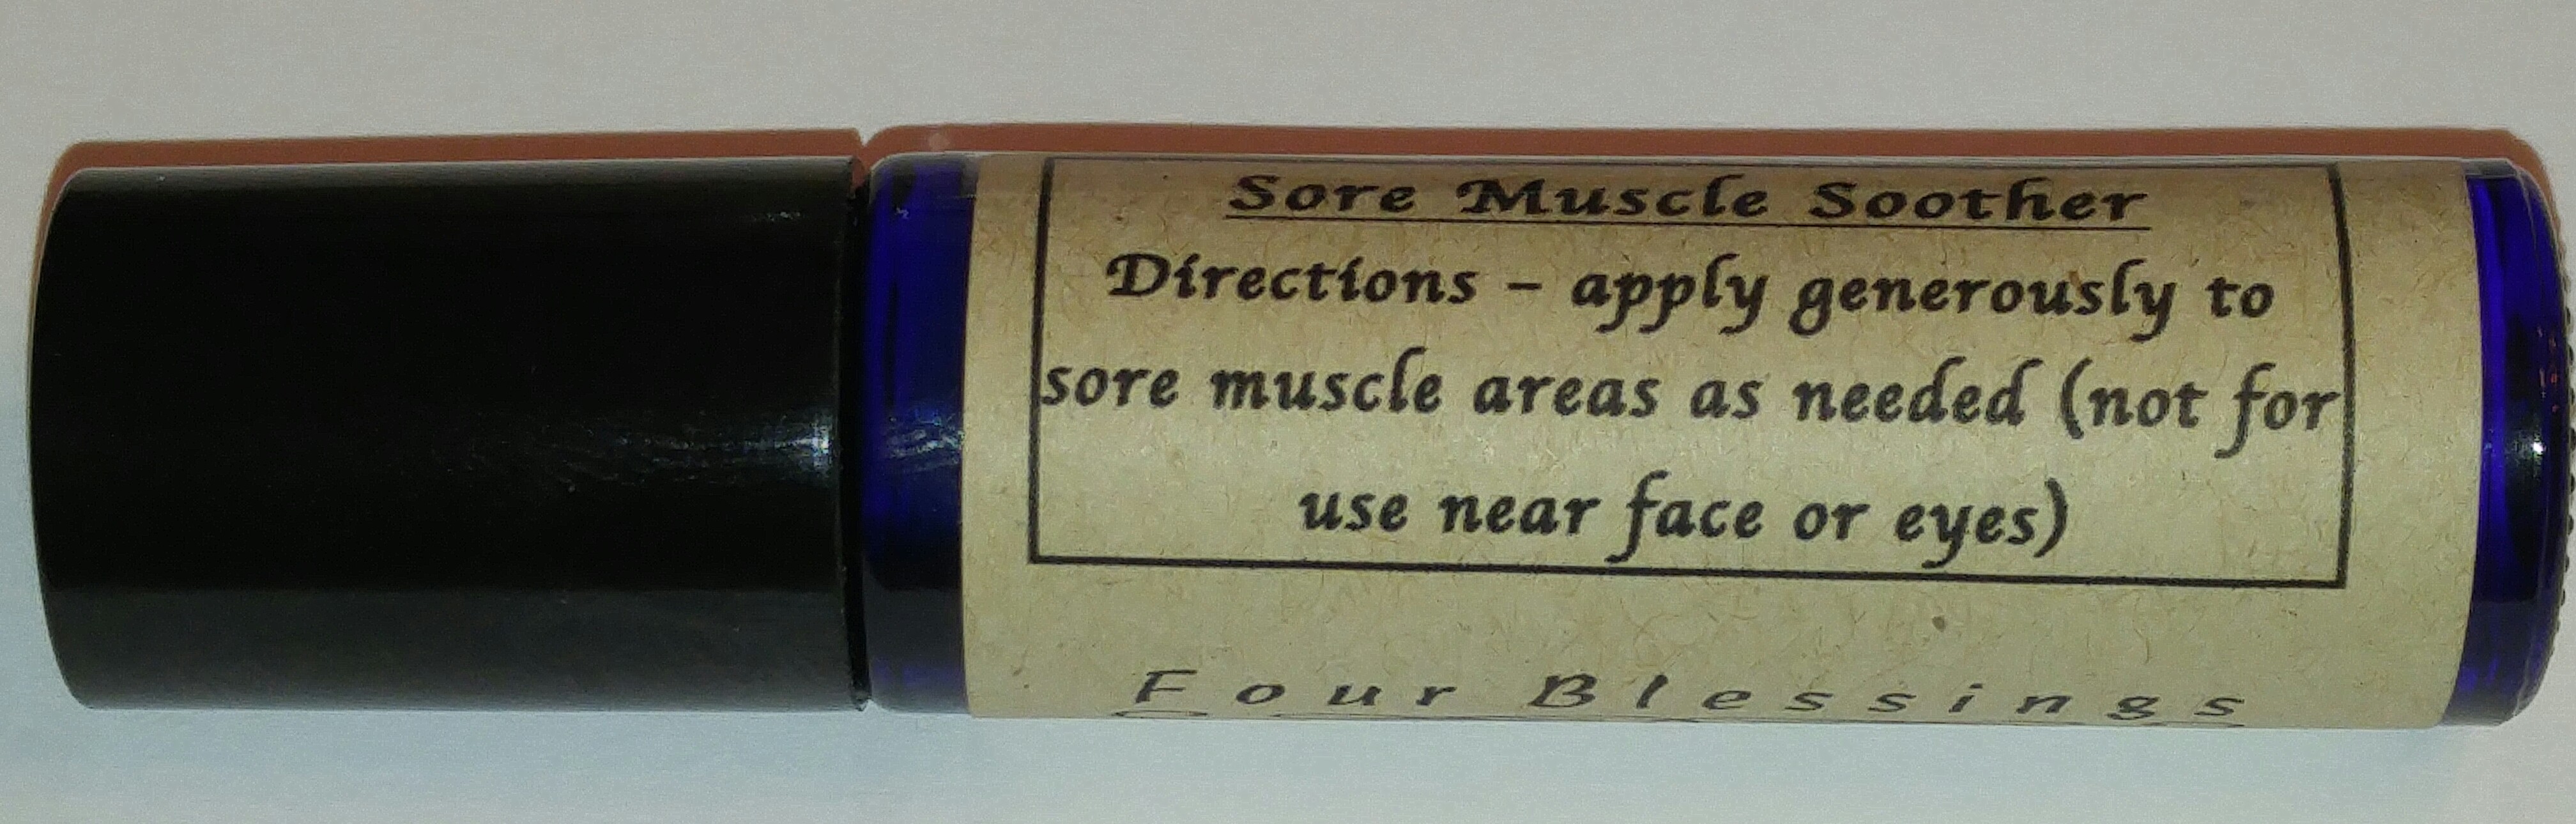 Sore Muscle Soother
Directions – apply generously to
sore muscle areas as needed (not for
use near face or eyes)
Four Blessings